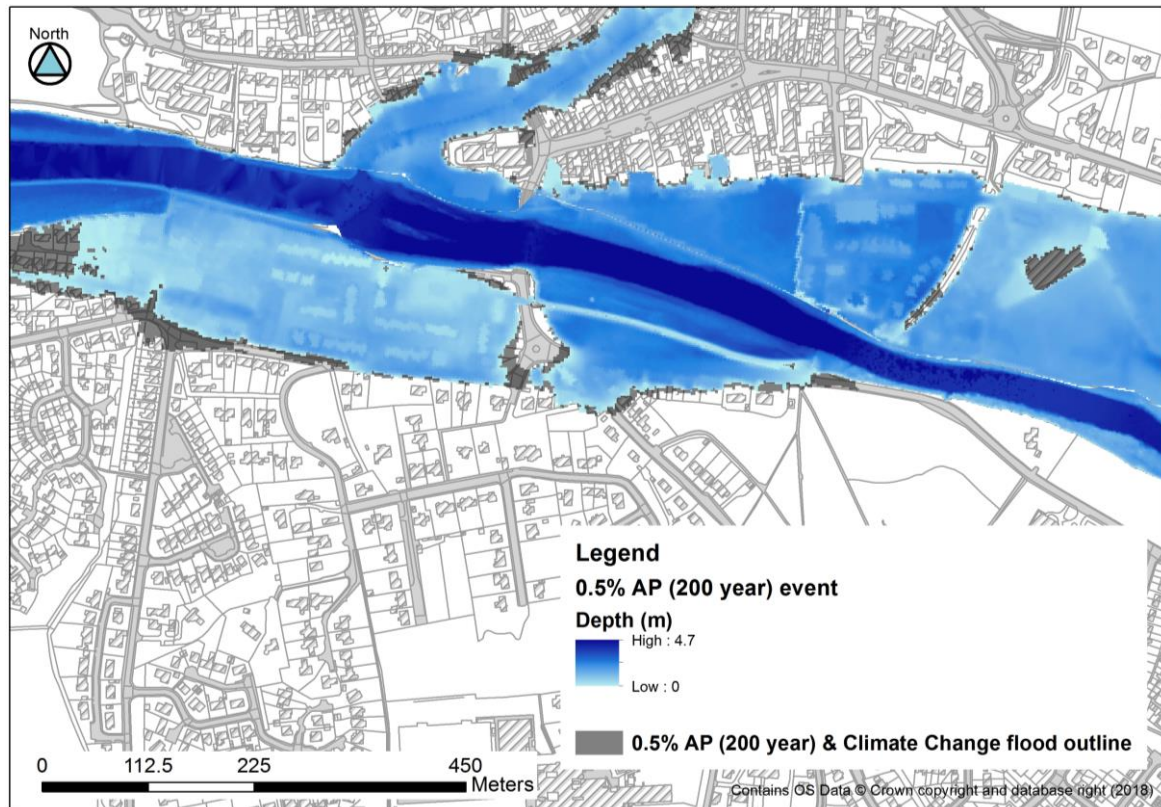 North
Legend
0.5% AP (200 year) event
Depth (m)
High : 4.7
Low : 0
0.5% AP (200 year) & Climate Change flood outline
0 112.5 225 450
Meters
Contains OS Data © Crown copyright and database right (2018)